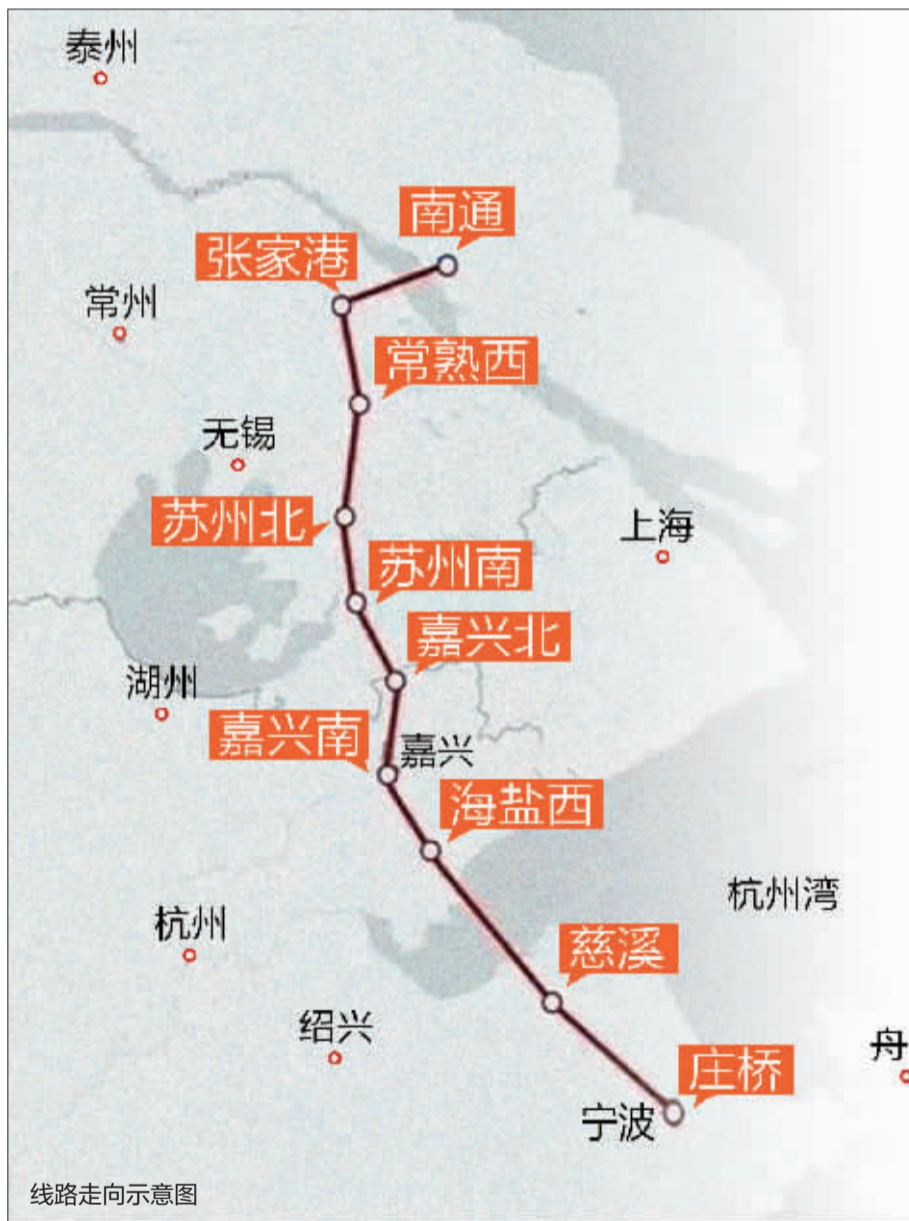 泰州
南通
张家港
常州
常熟西
无锡
苏州北
上海
苏州南
嘉兴北
湖州
嘉兴南
嘉兴
海盐西
杭州湾
杭州
慈溪
绍兴
舟
庄桥
宁波
线路走向示意图